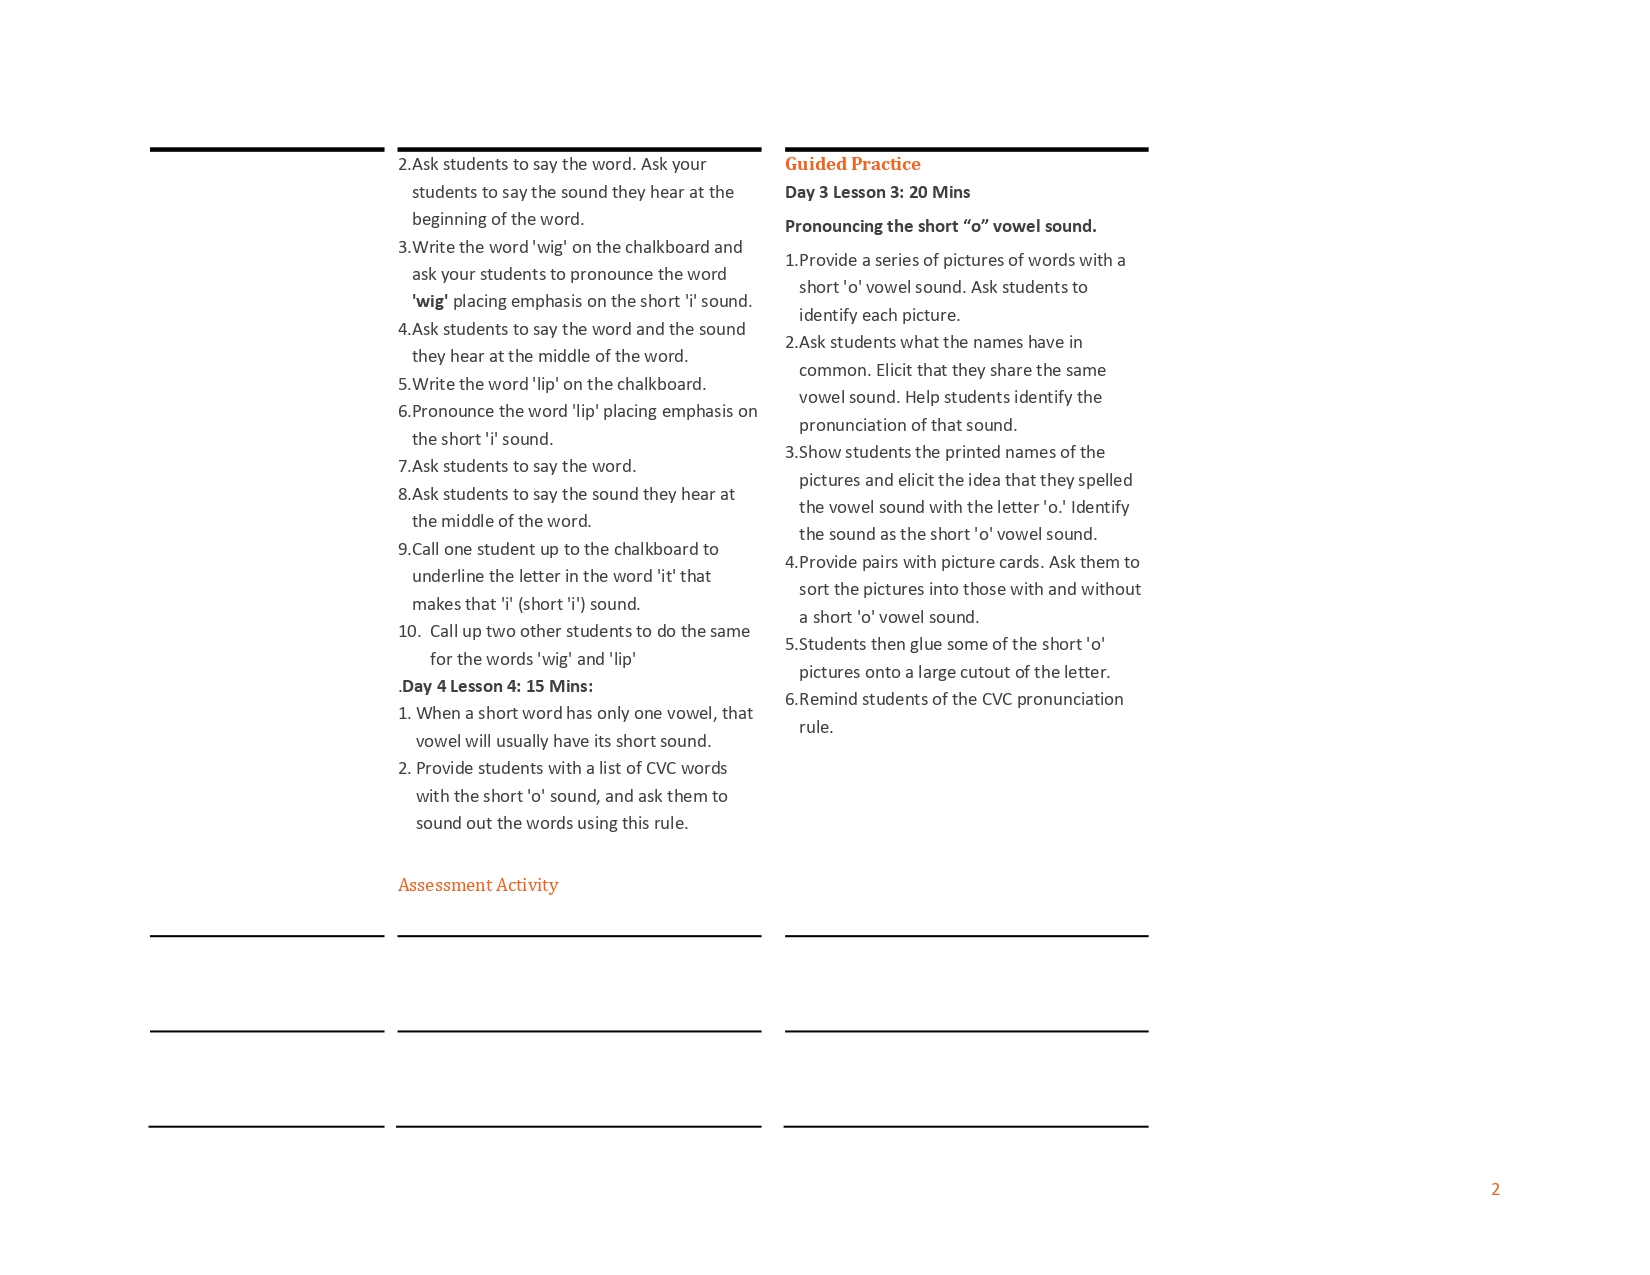 2.Ask students to say the word. Ask your
students to say the sound they hear at the
beginning of the word.
3.Write the word 'wig' on the chalkboard and
ask your students to pronounce the word
'wig' placing emphasis on the short 'i' sound.
4.Ask students to say the word and the sound
they hear at the middle of the word.
5.Write the word 'lip' on the chalkboard.
6.Pronounce the word 'lip' placing emphasis on
the short 'i' sound.
7.Ask students to say the word.
8.Ask students to say the sound they hear at
the middle of the word.
9.Call one student up to the chalkboard to
underline the letter in the word 'it' that
makes that 'i' (short 'i') sound.
10. Call up two other students to do the same
for the words 'wig' and 'lip'
.Day 4 Lesson 4: 15 Mins:
1. When a short word has only one vowel, that
vowel will usually have its short sound.
2. Provide students with a list of CVC words
with the short 'o' sound, and ask them to
sound out the words using this rule.
Assessment Activity
Guided Practice
Day 3 Lesson 3: 20 Mins
Pronouncing the short “o” vowel sound.
1.Provide a series of pictures of words with a
short 'o' vowel sound. Ask students to
identify each picture.
2.Ask students what the names have in
common. Elicit that they share the same
vowel sound. Help students identify the
pronunciation of that sound.
3.Show students the printed names of the
pictures and elicit the idea that they spelled
the vowel sound with the letter 'o.' Identify
the sound as the short 'o' vowel sound.
4.Provide pairs with picture cards. Ask them to
sort the pictures into those with and without
a short 'o' vowel sound.
5.Students then glue some of the short 'o'
pictures onto a large cutout of the letter.
6.Remind students of the CVC pronunciation
rule.
2